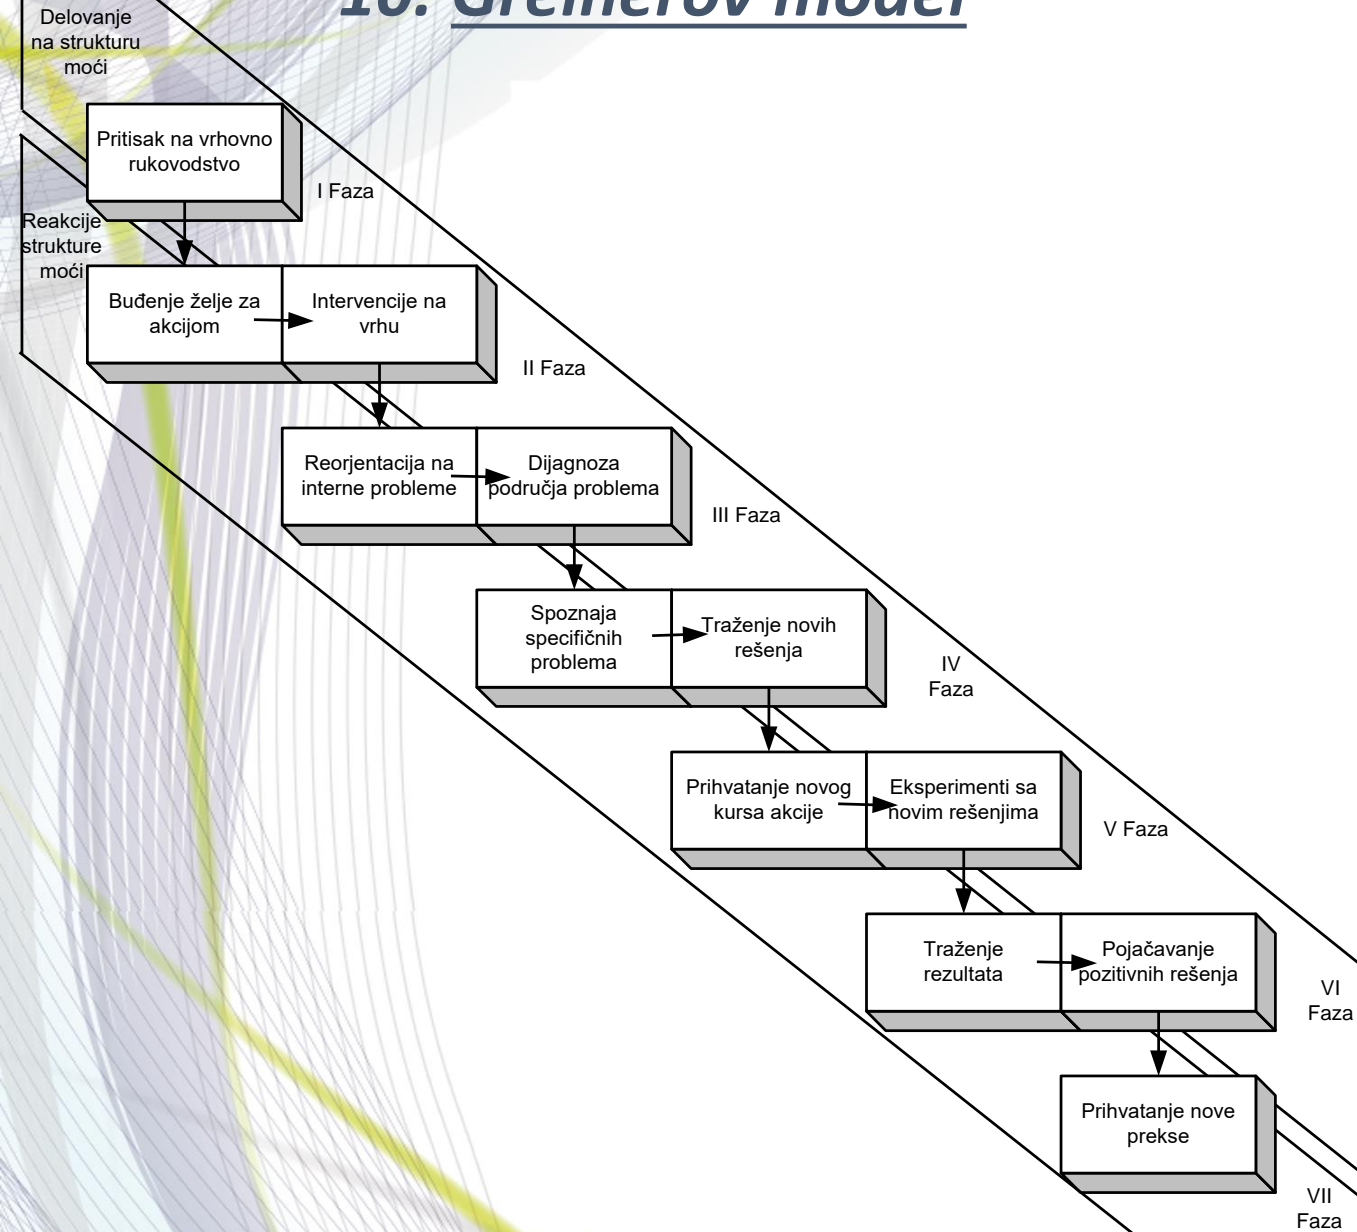 10. Greinerov model
Delovanje
na strukturu
moći
Pritisak na vrhovno
rukovodstvo
I Faza
Reakcije
strukture
moći
Buđenje želje za
akcijom
Intervencije na
vrhu
II Faza
Reorjentacija na
interne probleme
Dijagnoza
područja problema
III Faza
Spoznaja
specifičnih
problema
Traženje novih
rešenja
IV
Faza
Prihvatanje novog
kursa akcije
Eksperimenti sa
novim rešenjima
V Faza
Traženje
rezultata
Pojačavanje
pozitivnih rešenja
VI
Faza
Prihvatanje nove
prekse
VII
Faza